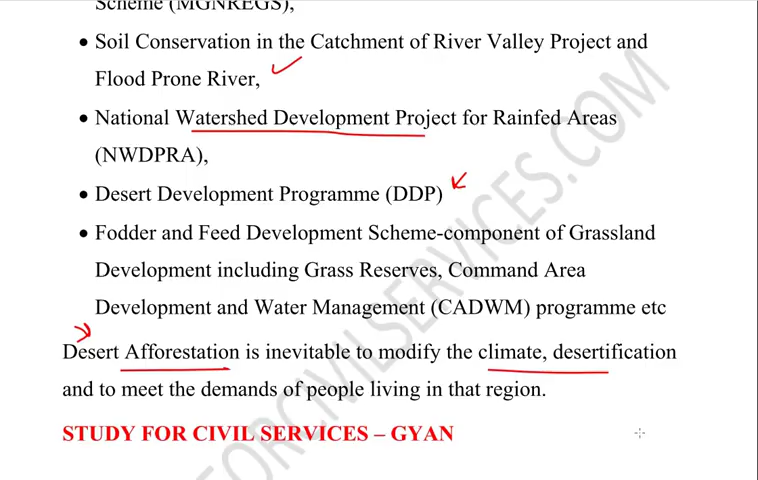 Scheme (MGNREGS),
• Soil Conservation in the Catchment of River Valley Project and
Flood Prone River,
• National Watershed Development Project for Rainfed Areas
(NWDPRA),
• Desert Development Programme (DDP)
• Fodder and Feed Development Scheme-component of Grassland
Development including Grass Reserves, Command Area
Development and Water Management (CADWM) programme etc
Desert Afforestation is inevitable to modify the climate, desertification
and to meet the demands of people living in that region.
STUDY FOR CIVIL SERVICES – GYAN
FORCIVILSERVICES.COM